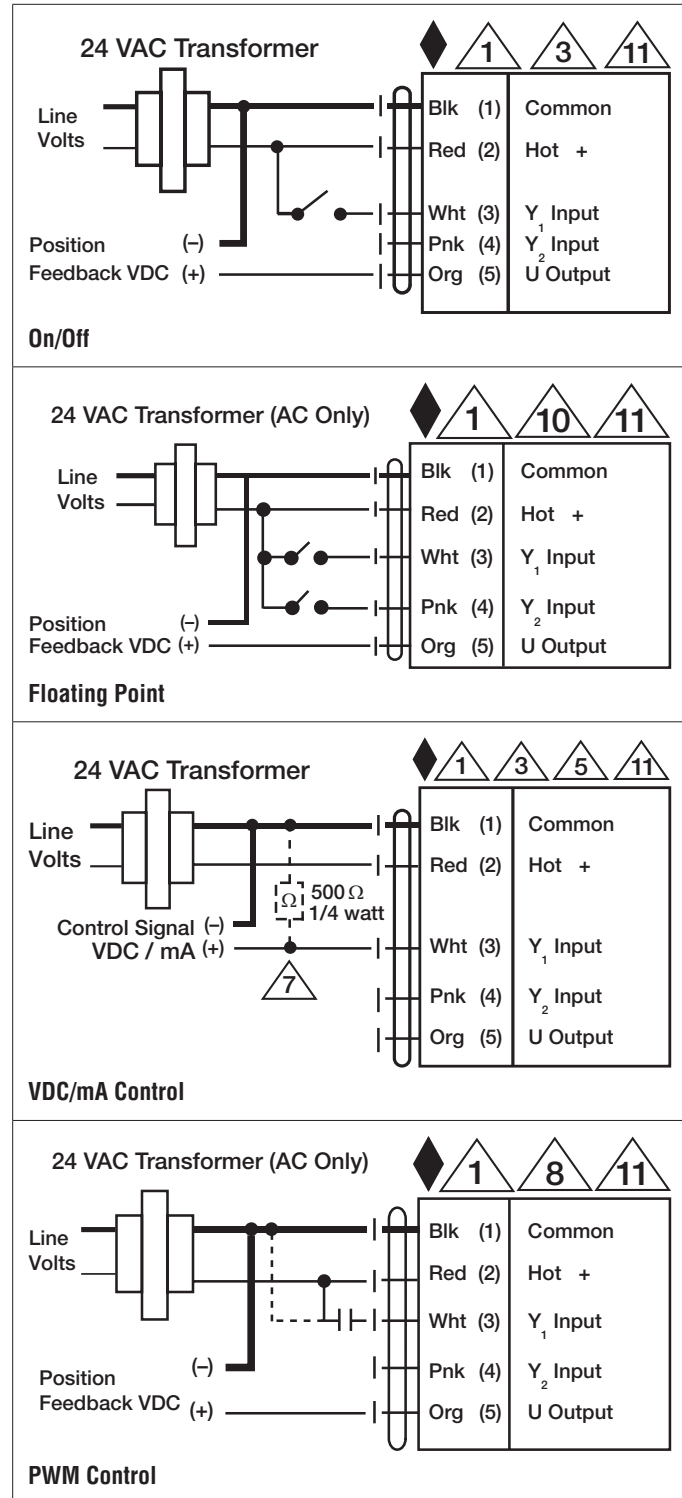 24 VAC Transformer
1 3 11
Line
Volts
Blk (1) Common
Red (2) Hot +
Wht (3) Y1 Input
Position (–) Pnk (4) Y2 Input
Feedback VDC (+) Org (5) U Output
On/Off
24 VAC Transformer (AC Only)
1 10 11
Line
Volts
Blk (1) Common
Red (2) Hot +
Wht (3) Y1 Input
Pnk (4) Y2 Input
Position (–)
Feedback VDC (+) Org (5) U Output
Floating Point
24 VAC Transformer
1 3 5 11
Line
Volts
Blk (1) Common
Red (2) Hot +
Ω 500 Ω
1/4 watt
Control Signal (–)
VDC / mA (+) Wht (3) Y1 Input
7
Pnk (4) Y2 Input
Org (5) U Output
VDC/mA Control
24 VAC Transformer (AC Only)
1 8 11
Line
Volts
Blk (1) Common
Red (2) Hot +
Wht (3) Y1 Input
Position (–) Pnk (4) Y2 Input
Feedback VDC (+) Org (5) U Output
PWM Control